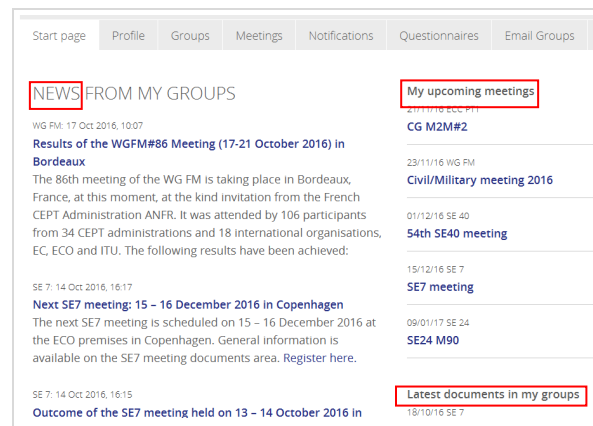 Start page Profile Groups Meetings Notifications Questionnaires Email Groups
NEWS FROM MY GROUPS
WG FM: 17 Oct 2016, 10:07
Results of the WGFM#86 Meeting (17-21 October 2016) in
Bordeaux
The 86th meeting of the WG FM is taking place in Bordeaux,
France, at this moment, at the kind invitation from the French
CEPT Administration ANFR. It was attended by 106 participants
from 34 CEPT administrations and 18 international organisations,
EC, ECO and ITU. The following results have been achieved:
SE 7: 14 Oct 2016, 16:17
Next SE7 meeting: 15 – 16 December 2016 in Copenhagen
The next SE7 meeting is scheduled on 15 – 16 December 2016 at
the ECO premises in Copenhagen. General information is
available on the SE7 meeting documents area. Register here.
SE 7: 14 Oct 2016, 16:15
Outcome of the SE7 meeting held on 13 – 14 October 2016 in
My upcoming meetings
21/11/16 ECC PT1
CG M2M#2
23/11/16 WG FM
Civil/Military meeting 2016
01/12/16 SE 40
54th SE40 meeting
15/12/16 SE 7
SE7 meeting
09/01/17 SE 24
SE24 M90
Latest documents in my groups
18/10/16 SE 7